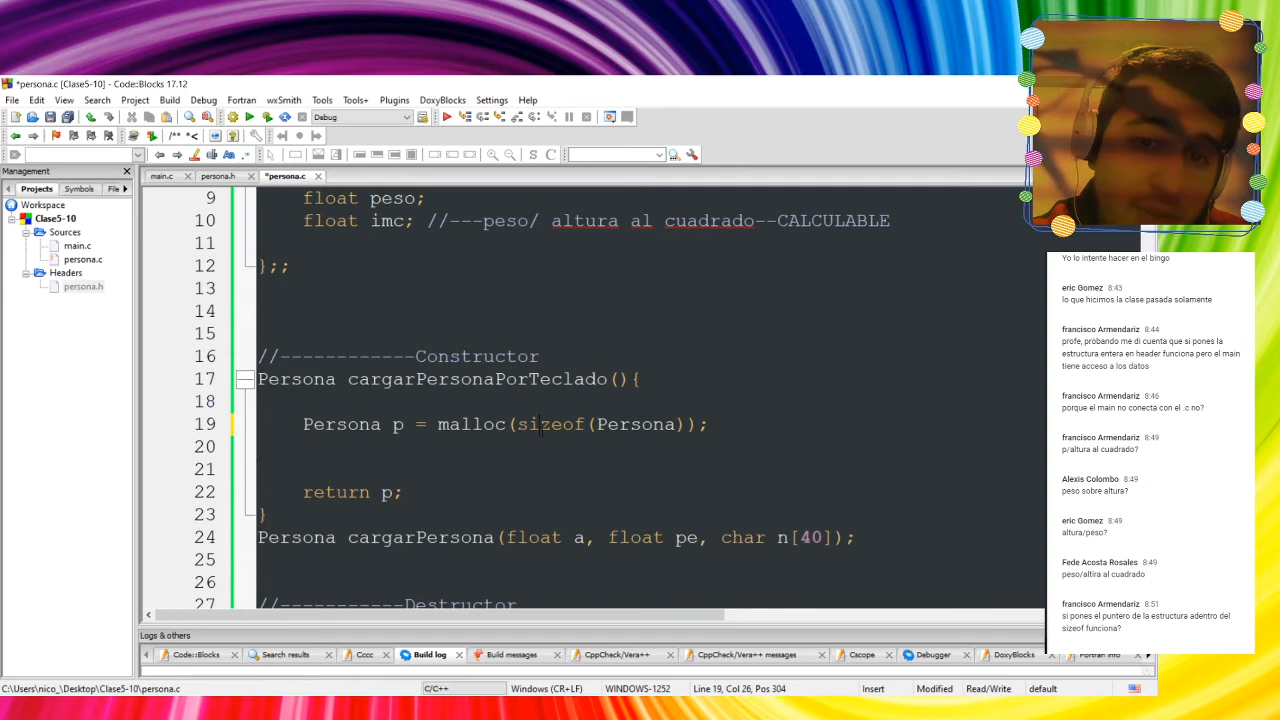 *persona.c [Clase5-10] - Code::Blocks 17.12
File Edit View Search Project Build Debug Fortran wxSmith Tools Tools+ Plugins DoxyBlocks Settings Help
Debug
/** *<
Aa .*
S C
Management
Projects Symbols File
Workspace
Clase5-10
Sources
main.c
persona.c
Headers
persona.h
main.c persona.h *persona.c
9 float peso;
10 float imc; //---peso/ altura al cuadrado--CALCULABLE
11
12 };;
13
14
15
16 //------------Constructor
17 Persona cargarPersonaPorTeclado(){
18
19 Persona p = malloc(sizeof(Persona));
20
21
22 return p;
23 }
24 Persona cargarPersona(float a, float pe, char n[40]);
25
26
27 //-----------Destructor
Logs & others
Code::Blocks Search results Cccc Build log Build messages CppCheck/Vera++ CppCheck/Vera++ messages Cscope Debugger DoxyBlocks Fortran info
C:\Users\nico_\Desktop\Clase5-10\persona.c C/C++ Windows (CR+LF) WINDOWS-1252 Line 19, Col 26, Pos 304 Insert Modified Read/Write default
Yo lo intente hacer en el bingo
eric Gomez 8:43
lo que hicimos la clase pasada solamente
francisco Armendariz 8:44
profe, probando me di cuenta que si pones la
estructura entera en header funciona pero el main
tiene acceso a los datos
francisco Armendariz 8:46
porque el main no conecta con el .c no?
francisco Armendariz 8:49
p/altura al cuadrado?
Alexis Colombo 8:49
peso sobre altura?
eric Gomez 8:49
altura/peso?
Fede Acosta Rosales 8:49
peso/altira al cuadrado
francisco Armendariz 8:51
si pones el puntero de la estructura adentro del
sizeof funciona?